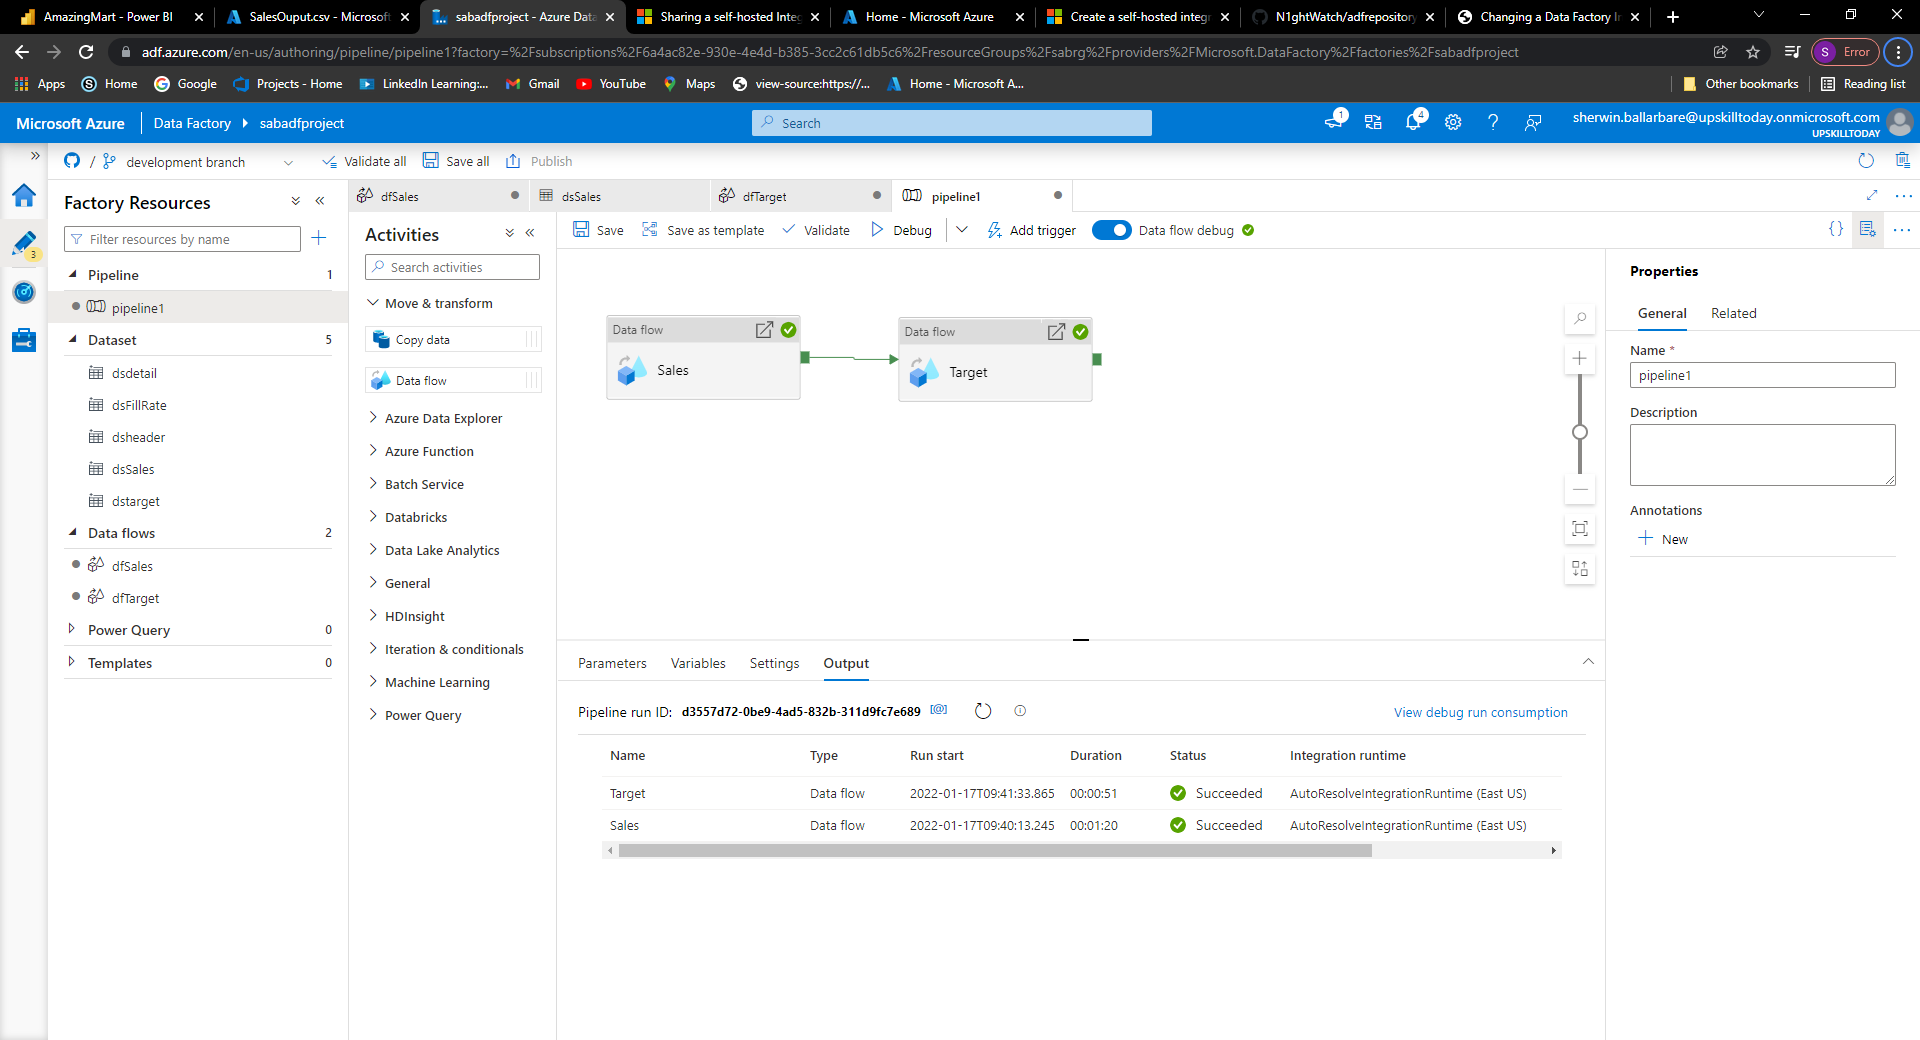 AmazingMart - Power BI
SalesOuput.csv - Microsoft
sabadfproject - Azure Data
Sharing a self-hosted Integ
Home - Microsoft Azure
Create a self-hosted integr
N1ghtWatch/adfrepository
Changing a Data Factory In
adf.azure.com/en-us/authoring/pipeline/pipeline1?factory=%2Fsubscriptions%2F6a4ac82e-930e-4e4d-b385-3cc2c61db5c6%2FresourceGroups%2Fsabrg%2Fproviders%2FMicrosoft.DataFactory%2Ffactories%2Fsabadfproject
S Error
Apps Home Google Projects - Home LinkedIn Learning:... Gmail YouTube Maps view-source:https://... Home - Microsoft A... Other bookmarks Reading list
Microsoft Azure Data Factory sabadfproject
Search
1
4
sherwin.ballarbare@upskilltoday.onmicrosoft.com
UPSKILLTODAY
/ development branch
Validate all Save all Publish
3
Factory Resources
Filter resources by name
Pipeline 1
pipeline1
Dataset 5
dsdetail
dsFillRate
dsheader
dsSales
dstarget
Data flows 2
dfSales
dfTarget
Power Query 0
Templates 0
dfSales dsSales dfTarget pipeline1
Activities
Search activities
Move & transform
Copy data
Data flow
Azure Data Explorer
Azure Function
Batch Service
Databricks
Data Lake Analytics
General
HDInsight
Iteration & conditionals
Machine Learning
Power Query
Save Save as template Validate Debug Add trigger Data flow debug
{}
Data flow
Sales
Data flow
Target
Parameters Variables Settings Output
Pipeline run ID: d3557d72-0be9-4ad5-832b-311d9fc7e689 [@]
View debug run consumption
Name Type Run start Duration Status Integration runtime
Target Data flow 2022-01-17T09:41:33.865 00:00:51 Succeeded AutoResolveIntegrationRuntime (East US)
Sales Data flow 2022-01-17T09:40:13.245 00:01:20 Succeeded AutoResolveIntegrationRuntime (East US)
Properties
General Related
Name *
pipeline1
Description
Annotations
New